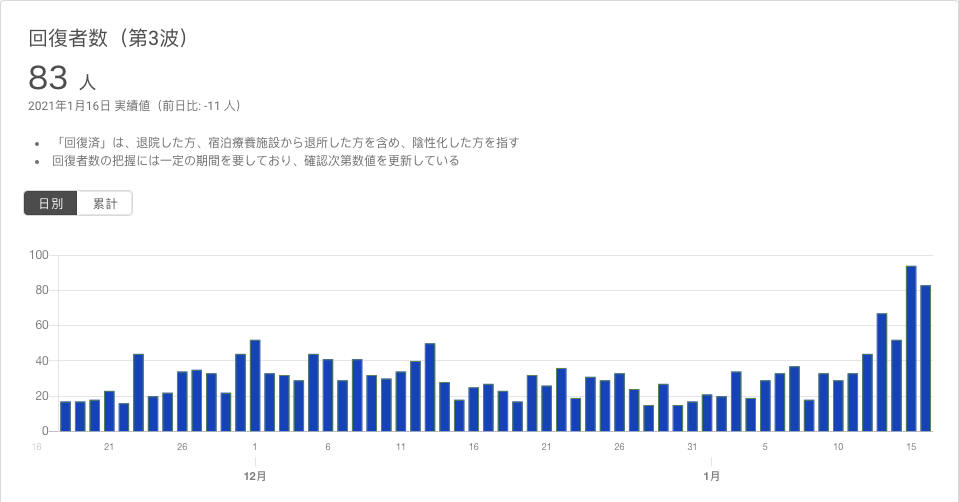 回復者数（第3波）
83 人
2021年1月16日 実績値（前日比: -11 人）
「回復済」は、退院した方、宿泊療養施設から退所した方を含め、陰性化した方を指す
回復者数の把握には一定の期間を要しており、確認次第数値を更新している
日別 累計
100
80
60
40
20
0
16 21 26 1 6 11 16 21 26 31 5 10 15
12月 1月